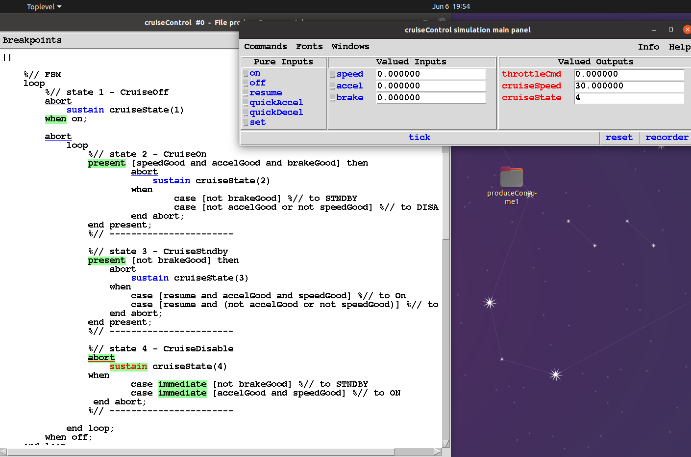 Toplevel
Jun 6 19:54
cruiseControl #0 - File produ
Breakpoints
[]
%// FSM
loop
%// state 1 - CruiseOff
abort
sustain cruiseState(1)
when on;
abort
loop
%// state 2 - CruiseOn
present [speedGood and accelGood and brakeGood] then
abort
sustain cruiseState(2)
when
case [not brakeGood] %// to STNDBY
case [not accelGood or not speedGood] %// to DISA
end abort;
end present;
%// -----------------------
%// state 3 - CruiseStndby
present [not brakeGood] then
abort
sustain cruiseState(3)
when
case [resume and accelGood and speedGood] %// to On
case [resume and (not accelGood or not speedGood)] %// to
end abort;
end present;
%// -----------------------
%// state 4 - CruiseDisable
abort
sustain cruiseState(4)
when
case immediate [not brakeGood] %// to STNDBY
case immediate [accelGood and speedGood] %// to ON
end abort;
%// -----------------------
end loop;
when off;
end loop
cruiseControl simulation main panel
Commands Fonts Windows Info Help
Pure Inputs Valued Inputs Valued Outputs
on speed 0.000000 throttleCmd 0.000000
off accel 0.000000 cruiseSpeed 30.000000
resume brake 0.000000 cruiseState 4
quickAccel
quickDecel
set
tick reset recorder
produceConsu-
me1